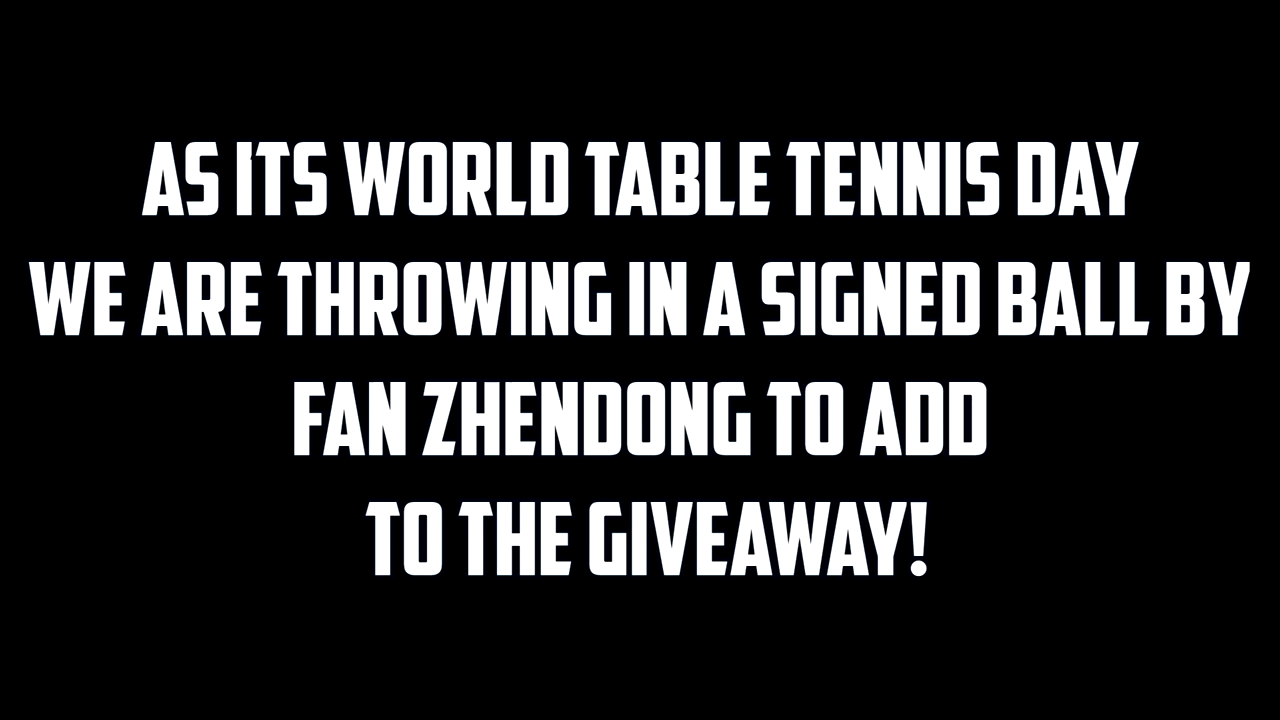 AS ITS WORLD TABLE TENNIS DAY
WE ARE THROWING IN A SIGNED BALL BY
FAN ZHENDONG TO ADD
TO THE GIVEAWAY!